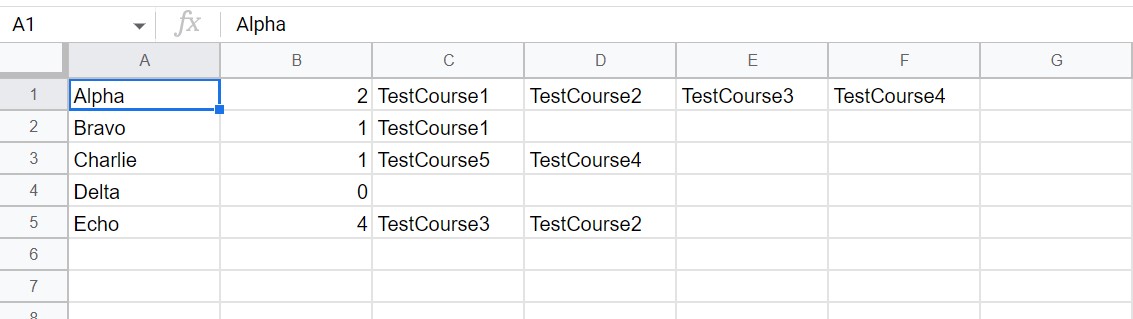 A1 fx Alpha
A B C D E F G
1 Alpha 2 TestCourse1 TestCourse2 TestCourse3 TestCourse4
2 Bravo 1 TestCourse1
3 Charlie 1 TestCourse5 TestCourse4
4 Delta 0
5 Echo 4 TestCourse3 TestCourse2
6
7
8